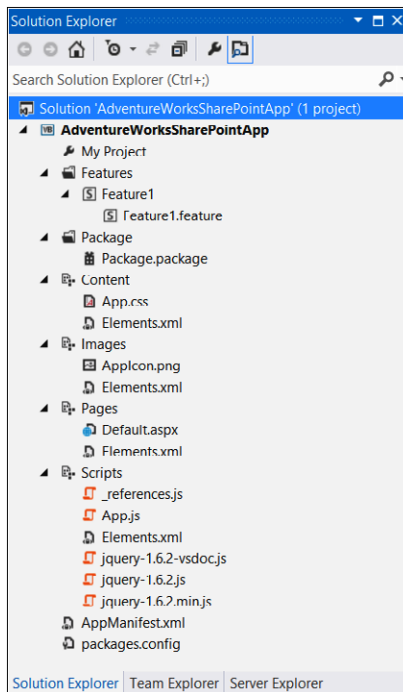 Solution Explorer
Search Solution Explorer (Ctrl+;)
Solution 'AdventureWorksSharePointApp' (1 project)
VB AdventureWorksSharePointApp
My Project
Features
Feature1
Feature1.feature
Package
Package.package
Content
App.css
Elements.xml
Images
AppIcon.png
Elements.xml
Pages
Default.aspx
Elements.xml
Scripts
_references.js
App.js
Elements.xml
jquery-1.6.2-vsdoc.js
jquery-1.6.2.js
jquery-1.6.2.min.js
AppManifest.xml
packages.config
Solution Explorer Team Explorer Server Explorer